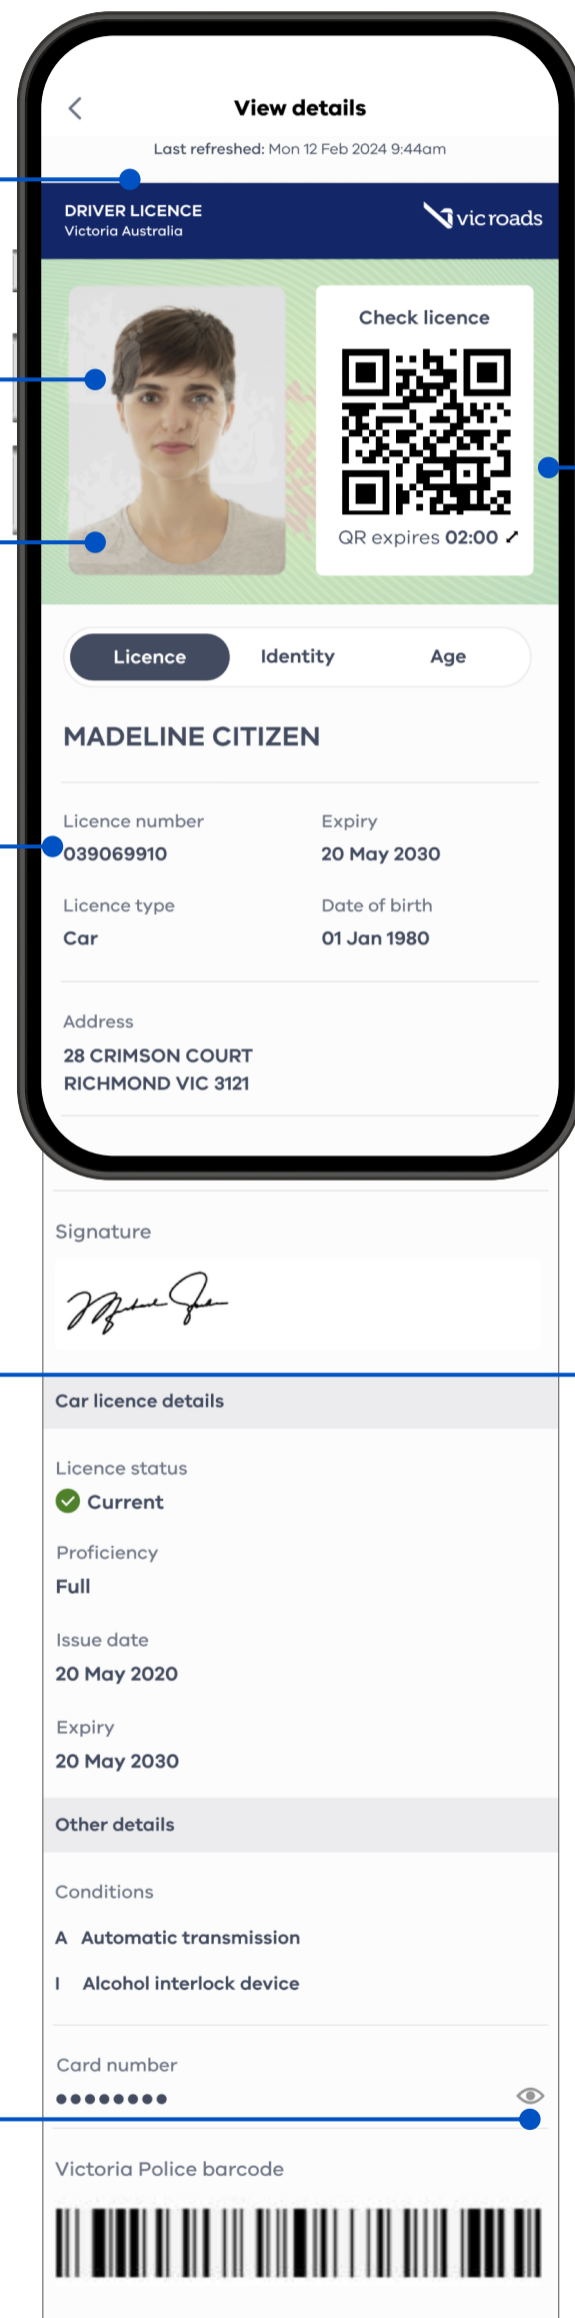 View details
Last refreshed: Mon 12 Feb 2024 9:44am
DRIVER LICENCE
Victoria Australia
vicroads
Check licence
QR expires 02:00
Licence Identity Age
MADELINE CITIZEN
Licence number Expiry
039069910 20 May 2030
Licence type Date of birth
Car 01 Jan 1980
Address
28 CRIMSON COURT
RICHMOND VIC 3121
Signature
Car licence details
Licence status
Current
Proficiency
Full
Issue date
20 May 2020
Expiry
20 May 2030
Other details
Conditions
A Automatic transmission
I Alcohol interlock device
Card number
••••••••
Victoria Police barcode